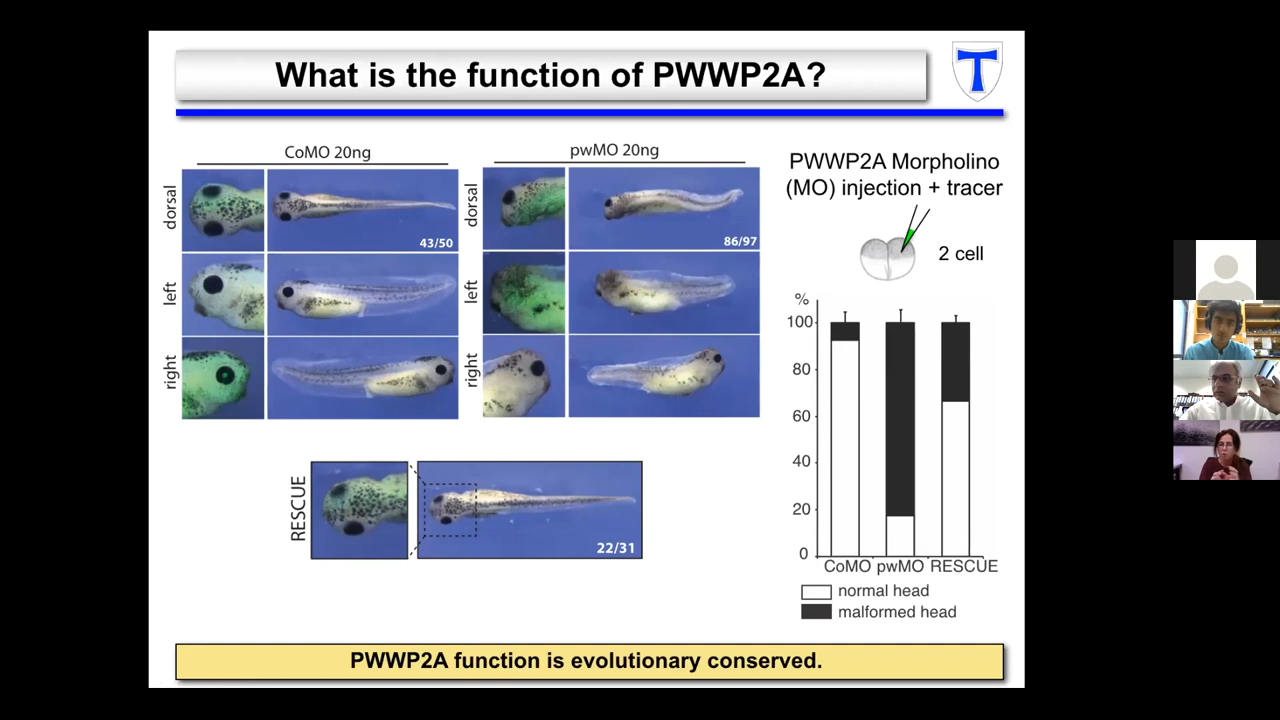 What is the function of PWWP2A?
T
CoMO 20ng
dorsal
43/50
left
right
pwMO 20ng
dorsal
86/97
left
right
RESCUE
22/31
PWWP2A Morpholino
(MO) injection + tracer
2 cell
%
100
80
60
40
20
0
CoMO pwMO RESCUE
normal head
malformed head
PWWP2A function is evolutionary conserved.